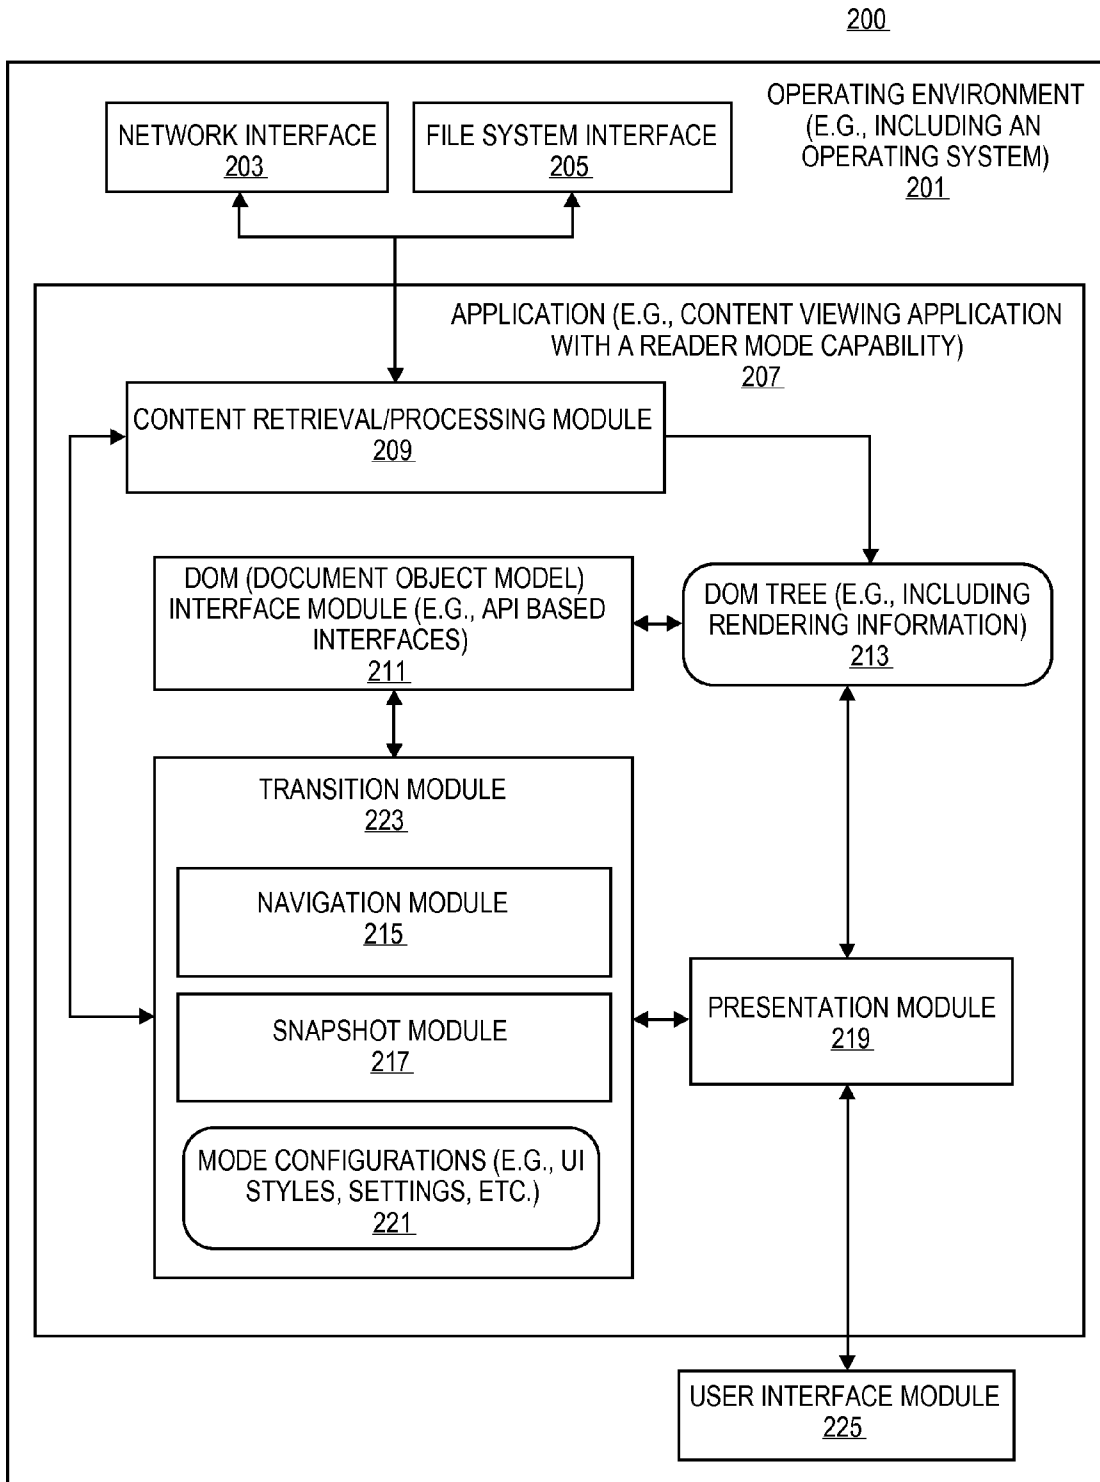 200
OPERATING ENVIRONMENT
(E.G., INCLUDING AN
OPERATING SYSTEM)
201
NETWORK INTERFACE
203
FILE SYSTEM INTERFACE
205
APPLICATION (E.G., CONTENT VIEWING APPLICATION
WITH A READER MODE CAPABILITY)
207
CONTENT RETRIEVAL/PROCESSING MODULE
209
DOM (DOCUMENT OBJECT MODEL)
INTERFACE MODULE (E.G., API BASED
INTERFACES)
211
DOM TREE (E.G., INCLUDING
RENDERING INFORMATION)
213
TRANSITION MODULE
223
NAVIGATION MODULE
215
SNAPSHOT MODULE
217
MODE CONFIGURATIONS (E.G., UI
STYLES, SETTINGS, ETC.)
221
PRESENTATION MODULE
219
USER INTERFACE MODULE
225